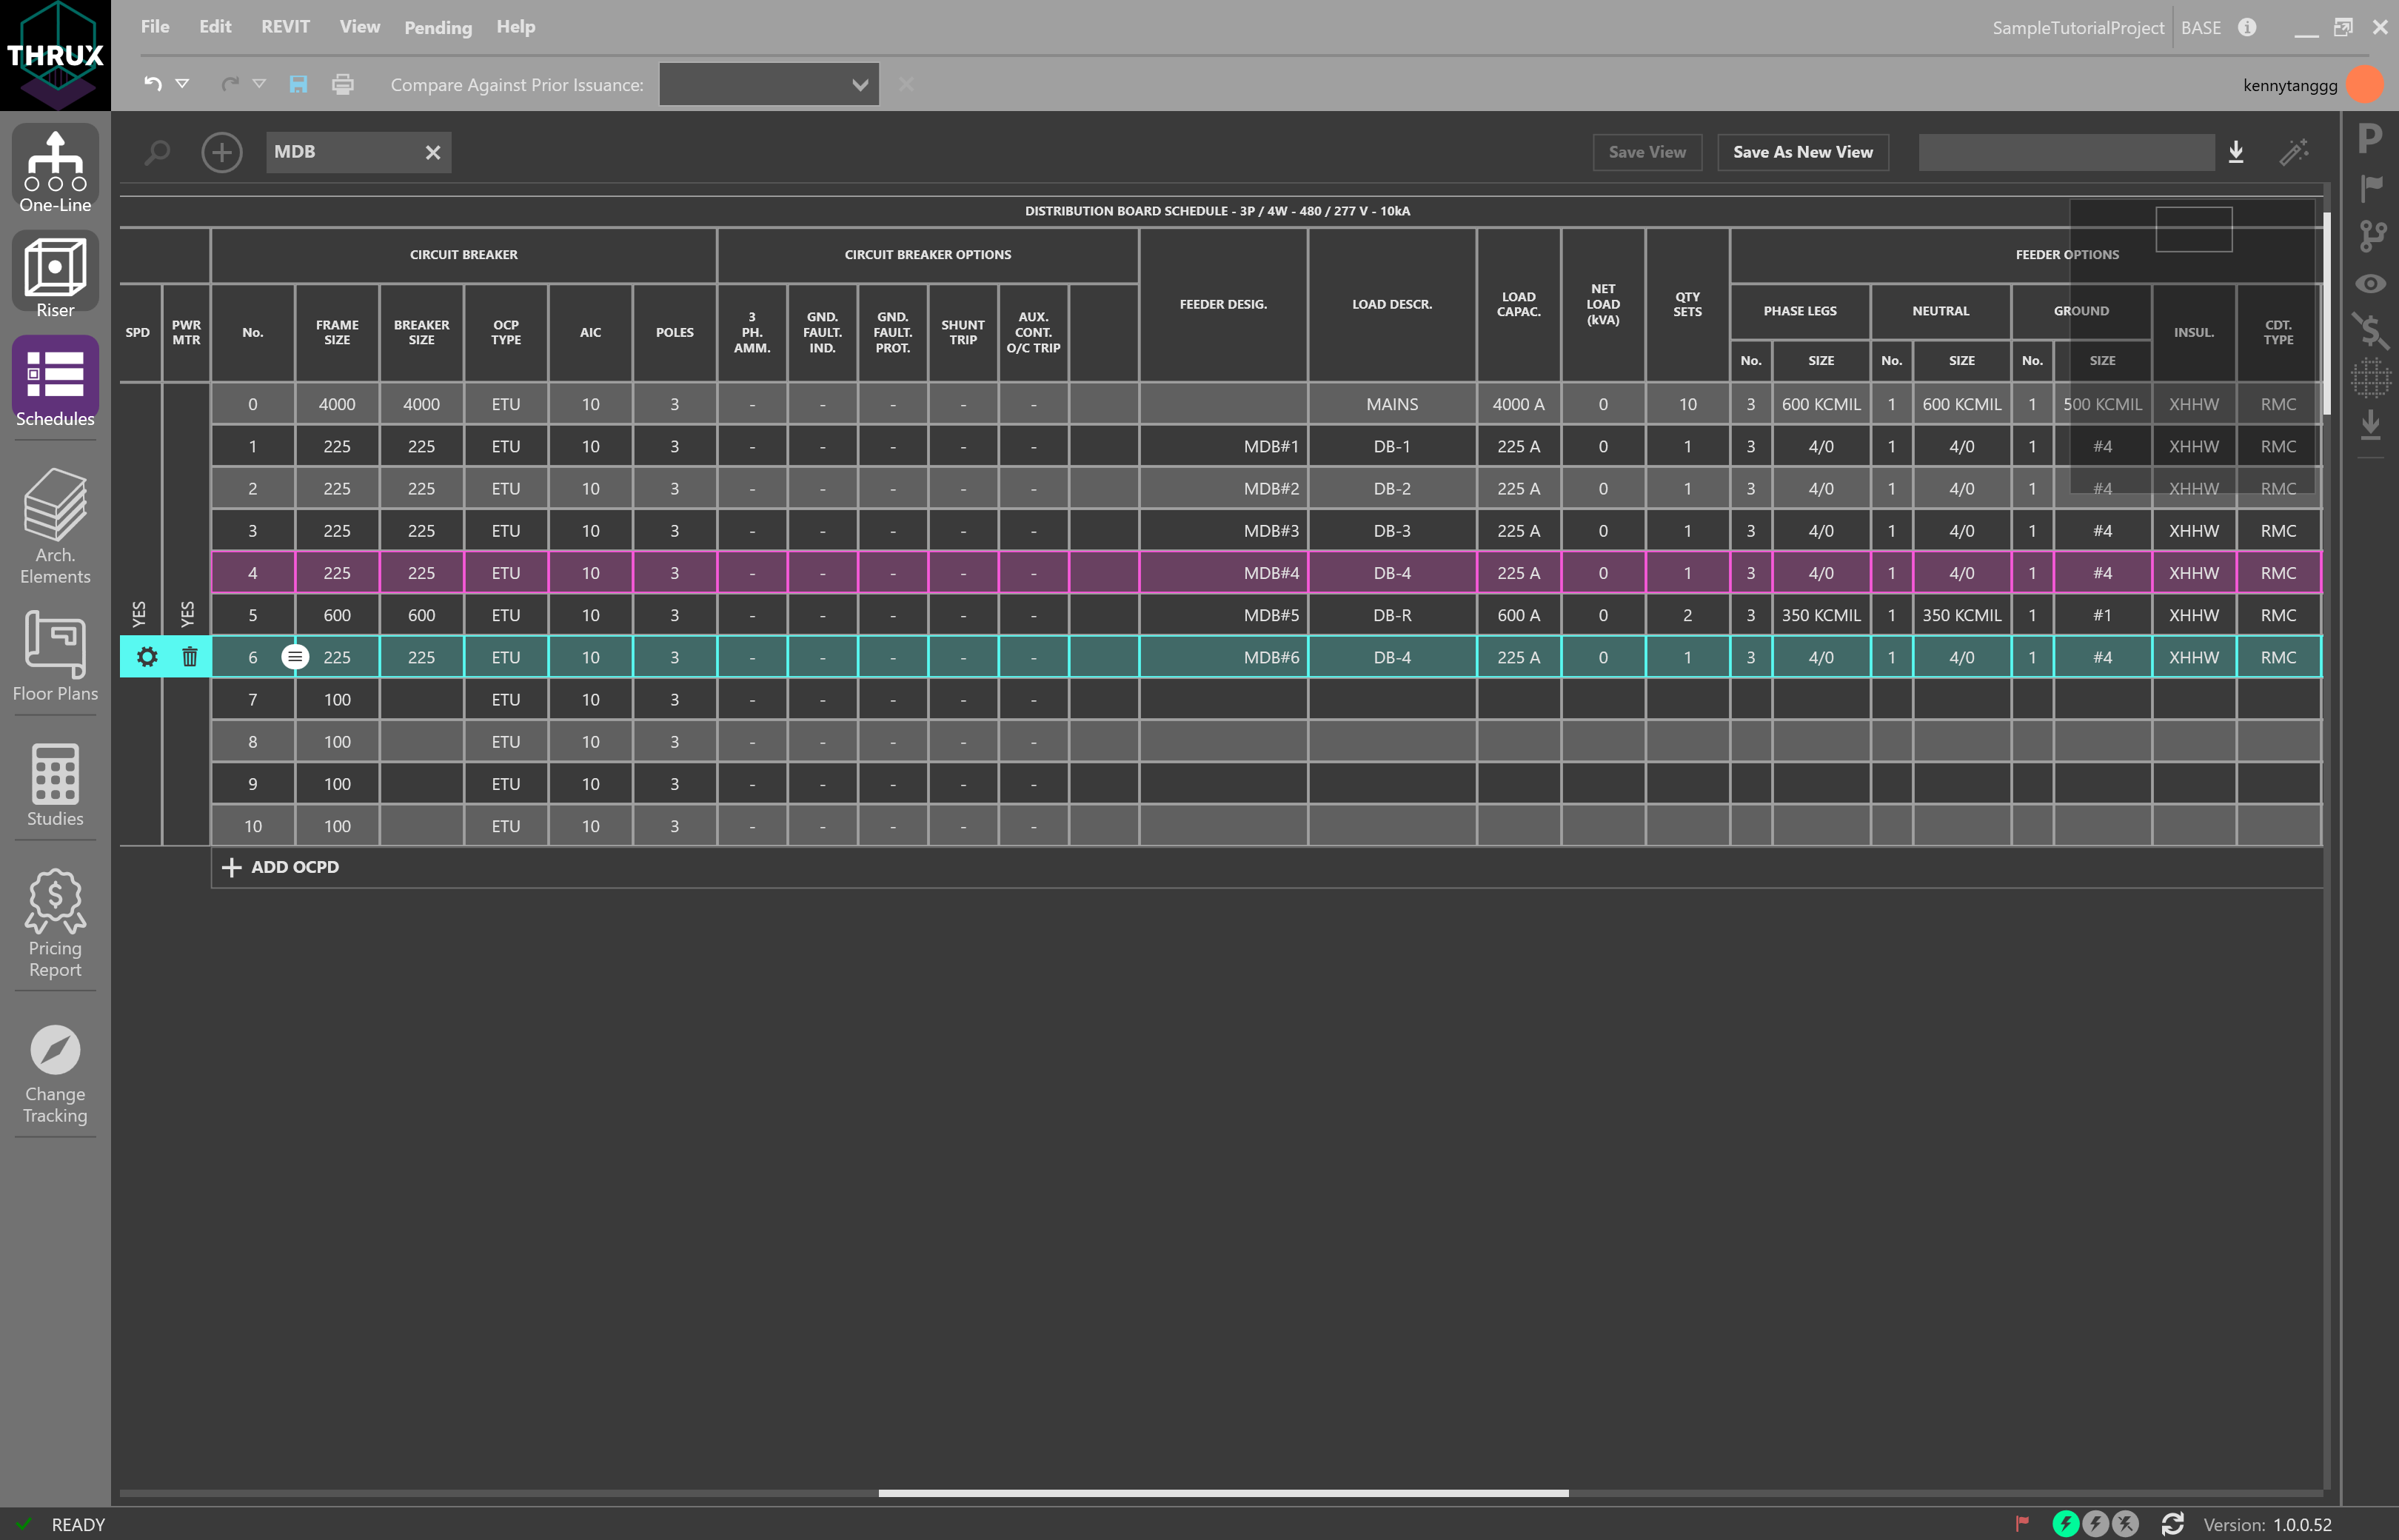 THRUX
File Edit REVIT View Pending Help
SampleTutorialProject BASE
Compare Against Prior Issuance:
kennytanggg
One-Line
Riser
Schedules
Arch.
Elements
Floor Plans
Studies
Pricing
Report
Change
Tracking
MDB
Save View Save As New View
DISTRIBUTION BOARD SCHEDULE - 3P / 4W - 480 / 277 V - 10kA
CIRCUIT BREAKER CIRCUIT BREAKER OPTIONS FEEDER DESIG. LOAD DESCR. LOAD CAPAC. NET LOAD (kVA) QTY SETS FEEDER OPTIONS
SPD PWR MTR No. FRAME SIZE BREAKER SIZE OCP TYPE AIC POLES 3 PH. AMM. GND. FAULT. IND. GND. FAULT. PROT. SHUNT TRIP AUX. CONT. O/C TRIP PHASE LEGS NEUTRAL GROUND INSUL. CDT. TYPE
No. SIZE No. SIZE No. SIZE
YES YES
0 4000 4000 ETU 10 3 - - - - - MAINS 4000 A 0 10 3 600 KCMIL 1 600 KCMIL 1 500 KCMIL XHHW RMC
1 225 225 ETU 10 3 - - - - - MDB#1 DB-1 225 A 0 1 3 4/0 1 4/0 1 #4 XHHW RMC
2 225 225 ETU 10 3 - - - - - MDB#2 DB-2 225 A 0 1 3 4/0 1 4/0 1 #4 XHHW RMC
3 225 225 ETU 10 3 - - - - - MDB#3 DB-3 225 A 0 1 3 4/0 1 4/0 1 #4 XHHW RMC
4 225 225 ETU 10 3 - - - - - MDB#4 DB-4 225 A 0 1 3 4/0 1 4/0 1 #4 XHHW RMC
5 600 600 ETU 10 3 - - - - - MDB#5 DB-R 600 A 0 2 3 350 KCMIL 1 350 KCMIL 1 #1 XHHW RMC
6 225 225 ETU 10 3 - - - - - MDB#6 DB-4 225 A 0 1 3 4/0 1 4/0 1 #4 XHHW RMC
7 100 ETU 10 3 - - - - -
8 100 ETU 10 3 - - - - -
9 100 ETU 10 3 - - - - -
10 100 ETU 10 3 - - - - -
ADD OCPD
P
READY
Version: 1.0.0.52